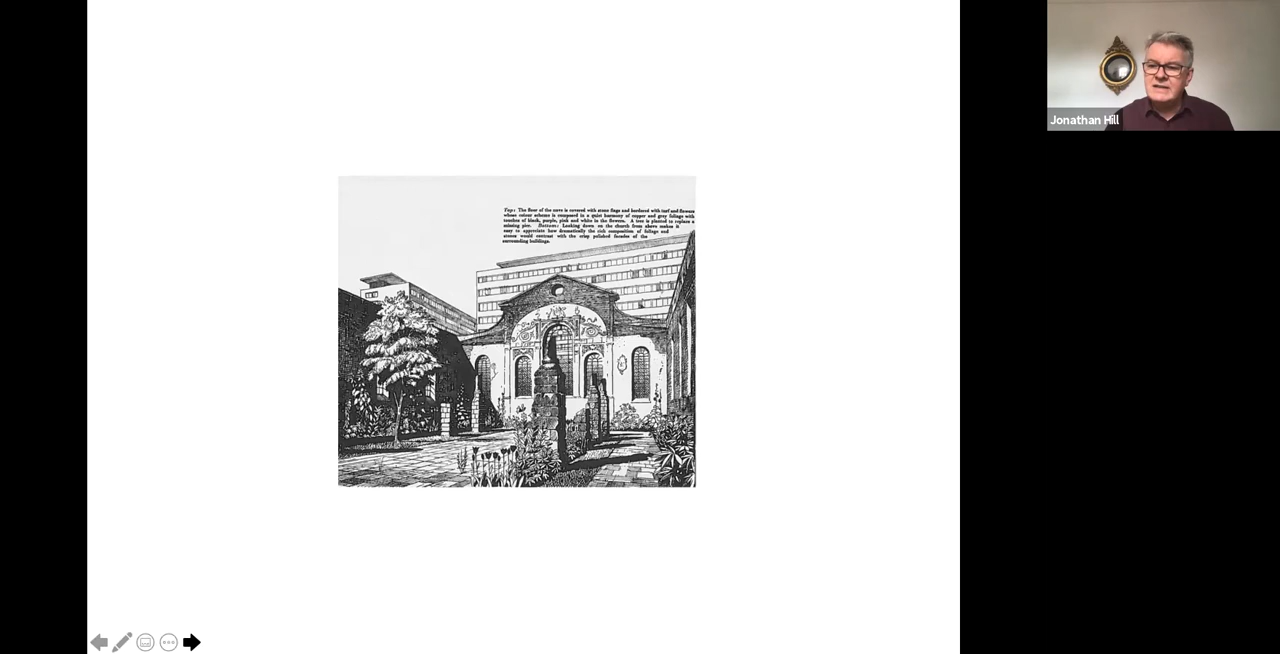 Top: The floor of the nave is covered with stone flags and bordered with turf and flowers
whose colour scheme is composed in a quiet harmony of copper and grey foliage with
touches of black, purple, pink and white in the flowers. A tree is planted to replace a
missing pier. Bottom: Looking down on the church from above makes it
easy to appreciate how dramatically the rich composition of foliage and
stones would contrast with the crisp polished facades of the
surrounding buildings.
Jonathan Hill